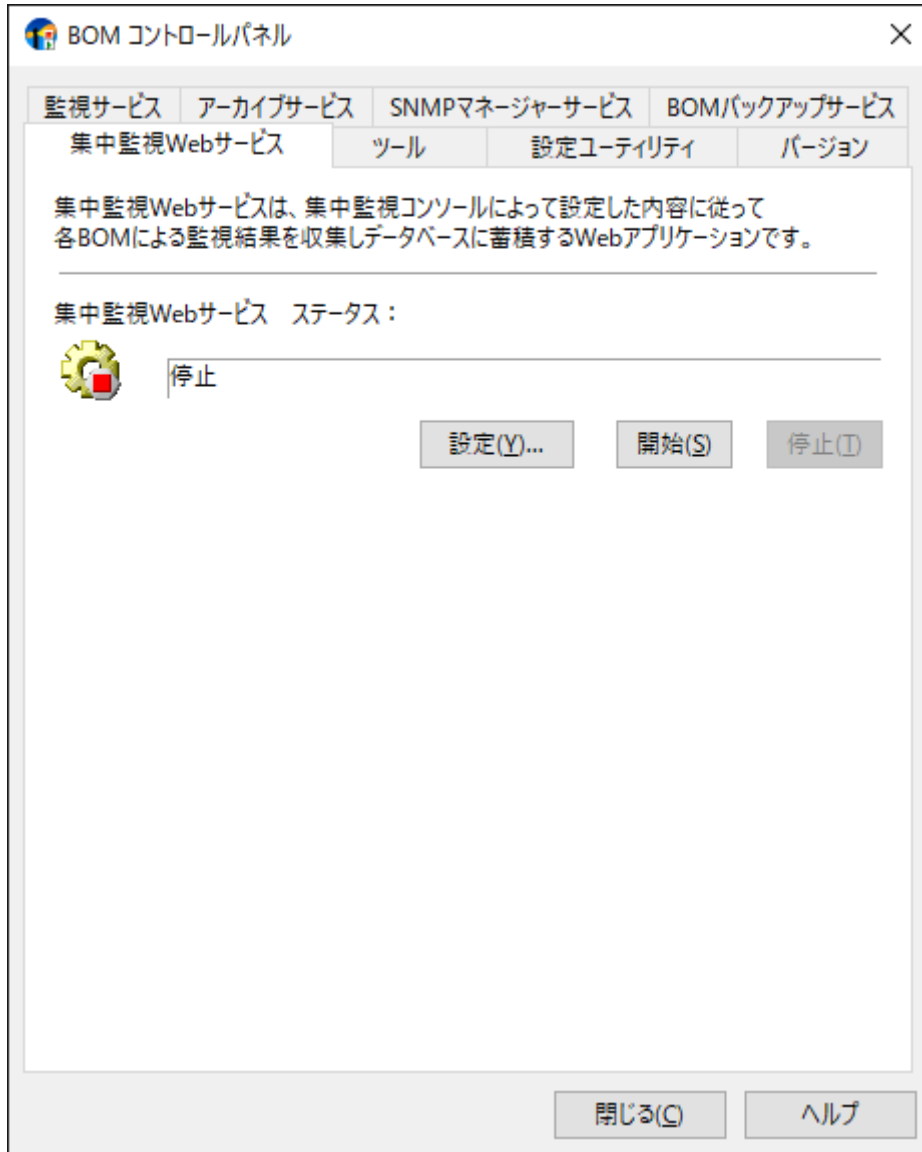 BOM コントロールパネル
監視サービス アーカイブサービス SNMPマネージャーサービス BOMバックアップサービス
集中監視Webサービス ツール 設定ユーティリティ バージョン
集中監視Webサービスは、集中監視コンソールによって設定した内容に従って
各BOMによる監視結果を収集しデータベースに蓄積するWebアプリケーションです。
集中監視Webサービス　ステータス：
停止
設定(Y)... 開始(S) 停止(T)
閉じる(C) ヘルプ